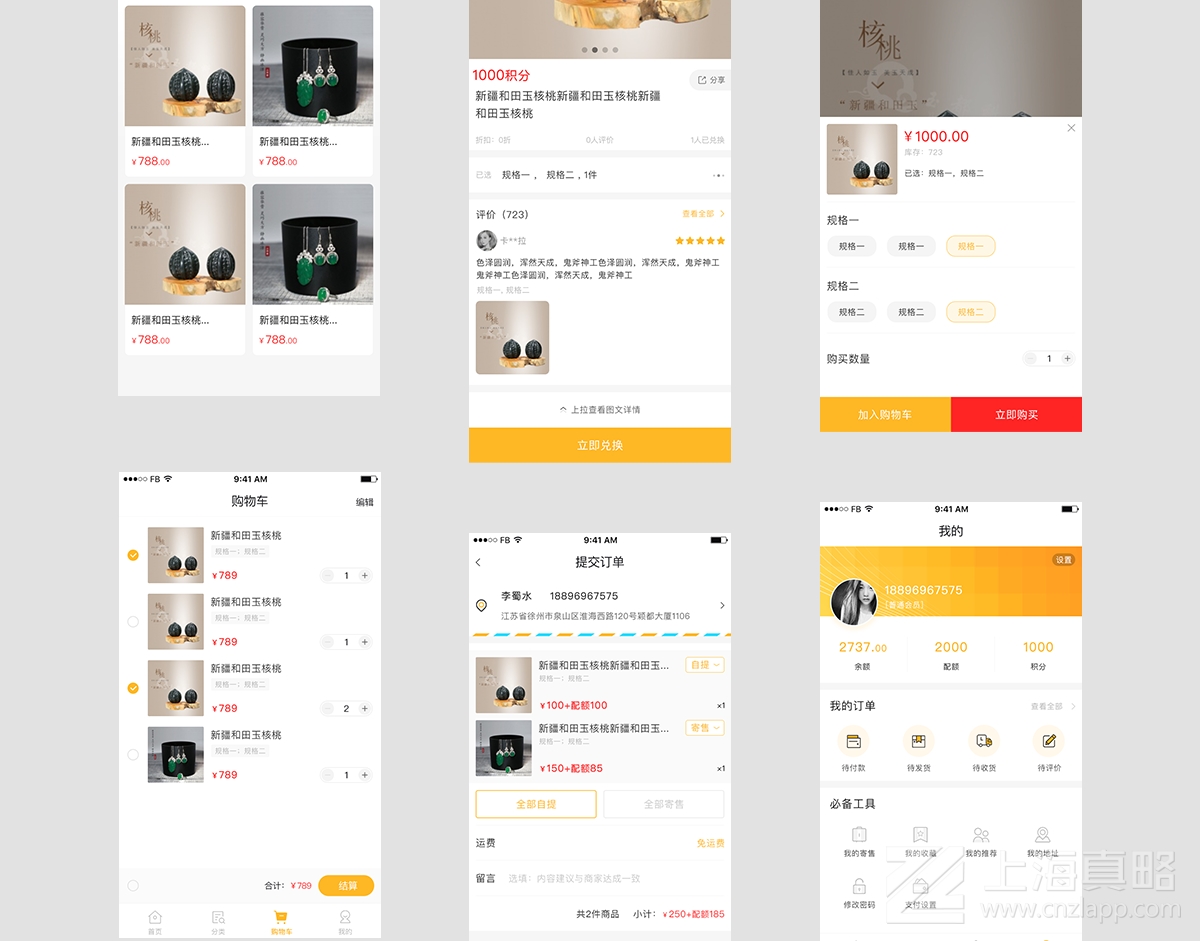 核桃
"新疆和田玉"
新疆和田玉核桃...
¥788.00
新疆和田玉核桃...
¥788.00
核桃
"新疆和田玉"
新疆和田玉核桃...
¥788.00
新疆和田玉核桃...
¥788.00
1000积分
分享
新疆和田玉核桃新疆和田玉核桃新疆
和田玉核桃
折扣：0折
0人评价
1人已兑换
已选
规格一， 规格二，1件
评价（723）
查看全部
卡**拉
色泽圆润，浑然天成，鬼斧神工色泽圆润，浑然天成，鬼斧神工
鬼斧神工色泽圆润，浑然天成，鬼斧神工
规格一, 规格二
核桃
上拉查看图文详情
立即兑换
核桃
"新疆和田玉"
¥1000.00
库存：723
已选：规格一，规格二
规格一
规格一
规格一
规格一
规格二
规格二
规格二
规格二
购买数量
1
加入购物车
立即购买
FB
9:41 AM
购物车
编辑
新疆和田玉核桃
规格一；规格二
¥789
1
新疆和田玉核桃
规格一；规格二
¥789
1
新疆和田玉核桃
规格一；规格二
¥789
2
新疆和田玉核桃
规格一；规格二
¥789
1
合计：¥789
结算
首页
分类
购物车
我的
FB
9:41 AM
提交订单
李蜀水 18896967575
江苏省徐州市泉山区淮海西路120号颖都大厦1106
新疆和田玉核桃新疆和田玉...
自提
规格一；规格二
¥100+配额100
×1
新疆和田玉核桃新疆和田玉...
寄售
规格一；规格二
¥150+配额85
×1
全部自提
全部寄售
运费
免运费
留言
选填：内容建议与商家达成一致
共2件商品
小计：¥250+配额185
FB
9:41 AM
我的
设置
18896967575
[普通会员]
2737.00
2000
1000
余额
配额
积分
我的订单
查看全部
待付款
待发货
待收货
待评价
必备工具
我的寄售
我的收藏
我的推荐
我的地址
修改密码
支付设置
上海真略
www.cnzlapp.com